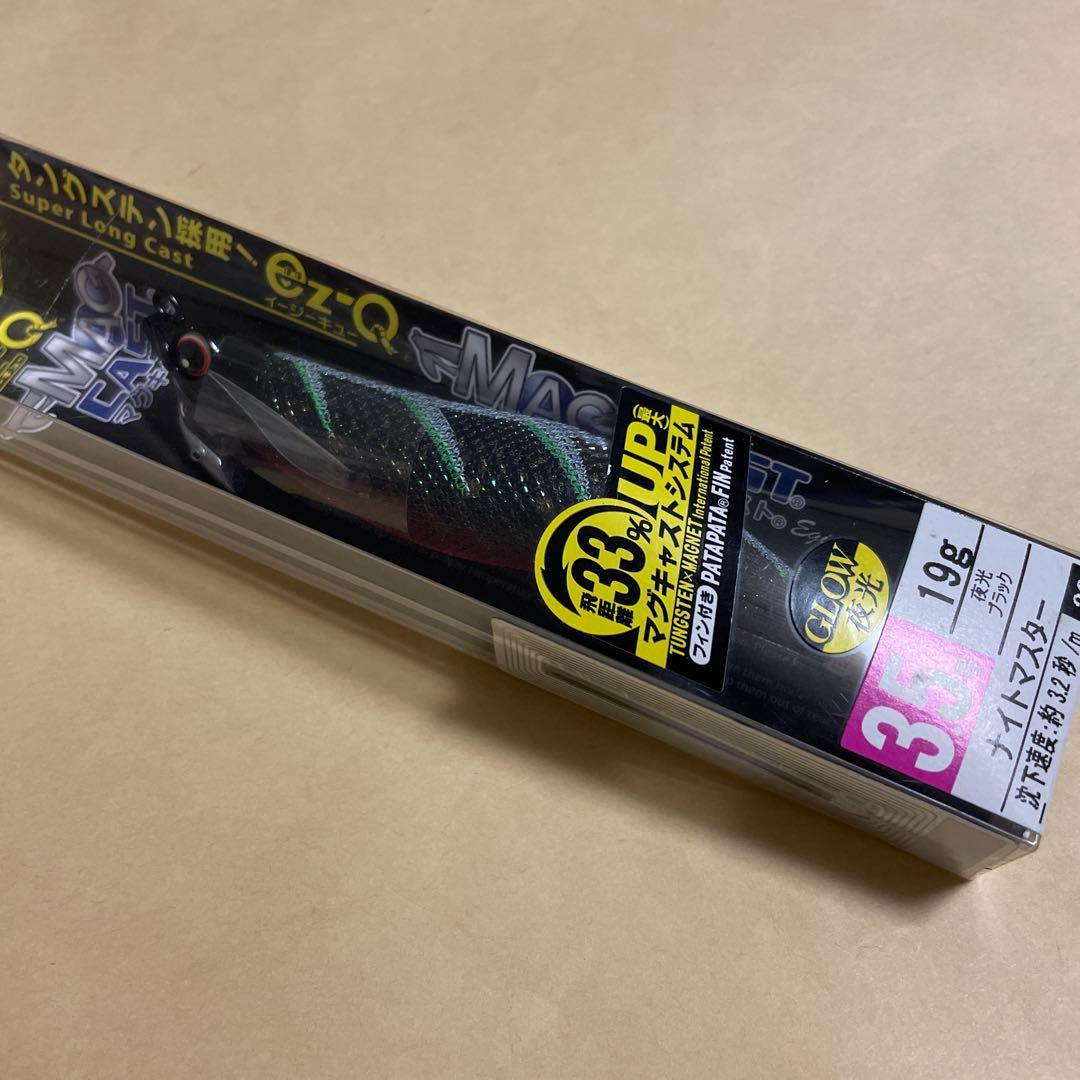 タングステン採用!
Super Long Cast
EZ-Q
イージーキュー
MAG
CAST
マグキャスト
MAG
飛距離
33%UP
最大
マグキャストシステム
TUNGSTEN×MAGNET International Patent
フィン付き PATAPATA® FIN Patent
GLOW
夜光
3.5号
19g
夜光
ブラック
ナイトマスター
沈下速度:約3.2秒/m